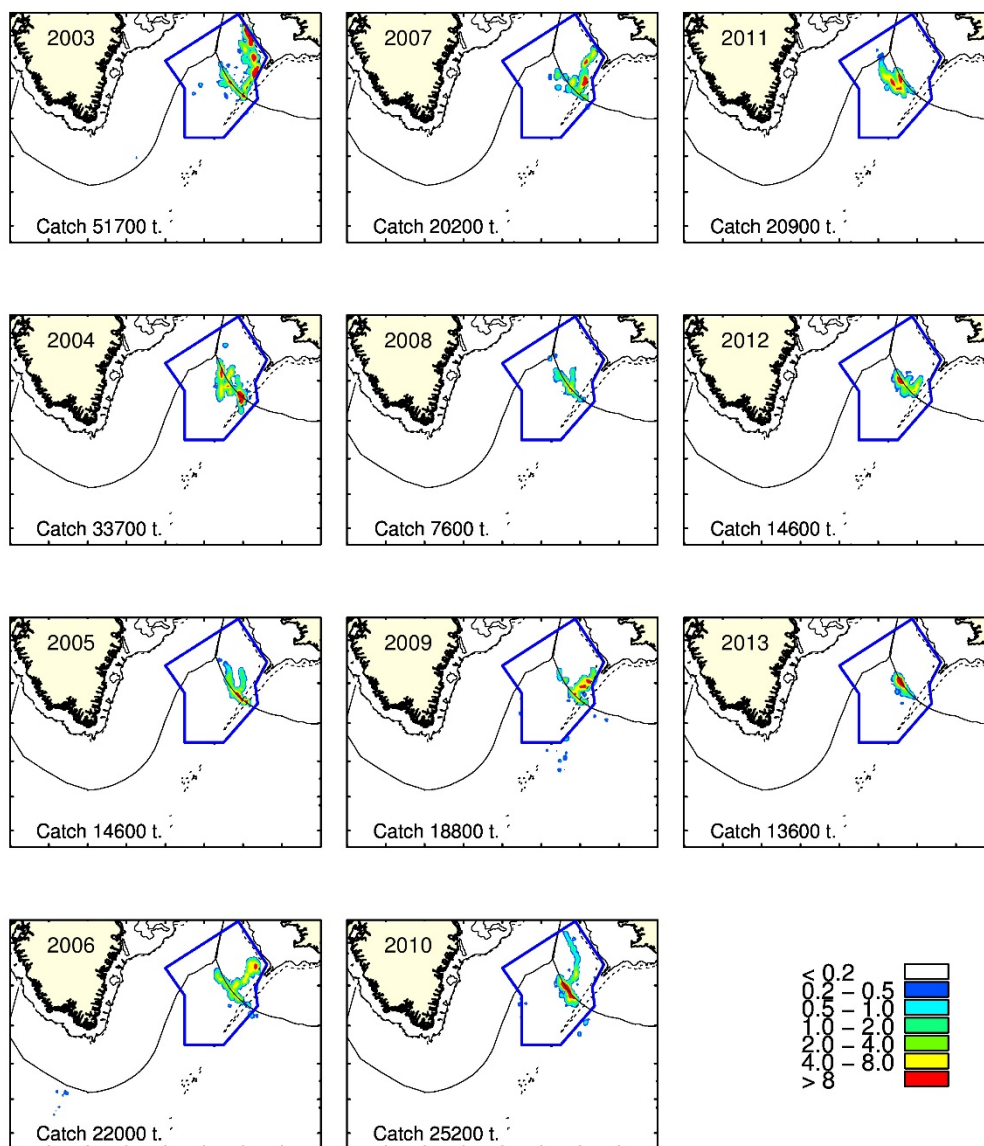 2003
Catch 51700 t.
2007
Catch 20200 t.
2011
Catch 20900 t.
2004
Catch 33700 t.
2008
Catch 7600 t.
2012
Catch 14600 t.
2005
Catch 14600 t.
2009
Catch 18800 t.
2013
Catch 13600 t.
2006
Catch 22000 t.
2010
Catch 25200 t.
< 0.2
0.2 – 0.5
0.5 – 1.0
1.0 – 2.0
2.0 – 4.0
4.0 – 8.0
> 8